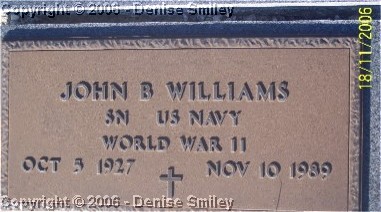 Copyright © 2006 - Denise Smiley
18/11/2006
JOHN B WILLIAMS
SN US NAVY
WORLD WAR II
OCT 5 1927 NOV 10 1989
Copyright © 2006 - Denise Smiley